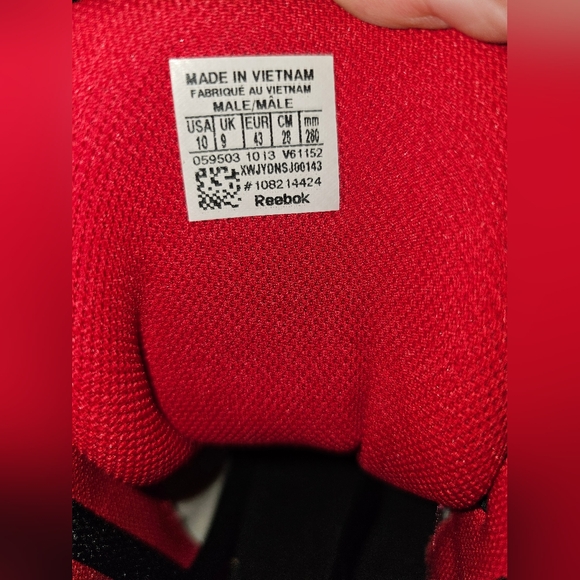 MADE IN VIETNAM
FABRIQUÉ AU VIETNAM
MALE/MÂLE
USA UK EUR CM mm
10 9 43 28 280
059503 1013 V61152
XWJYDNSJ00143
#108214424
Reebok